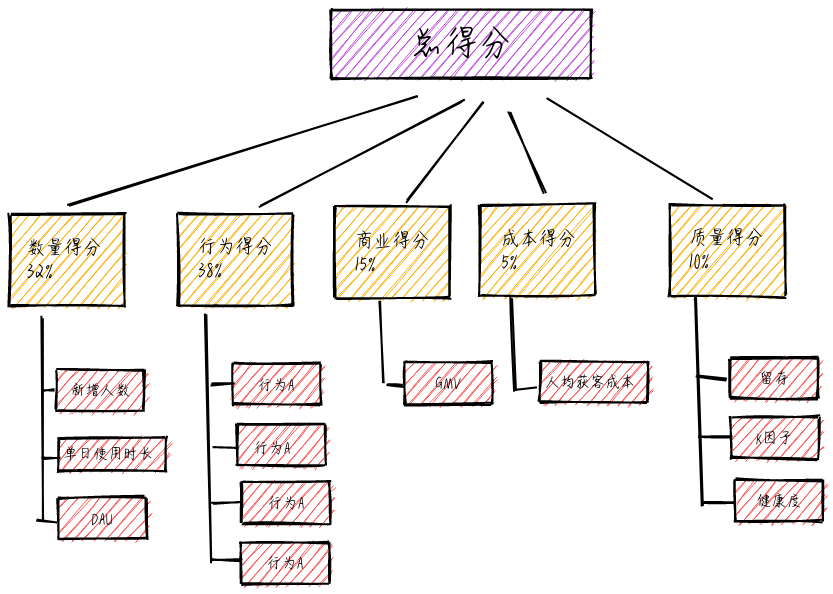 总得分
数量得分
32%
行为得分
38%
商业得分
15%
成本得分
5%
质量得分
10%
新增人数
单日使用时长
DAU
行为A
行为A
行为A
行为A
GMV
人均获客成本
留存
K因子
健康度